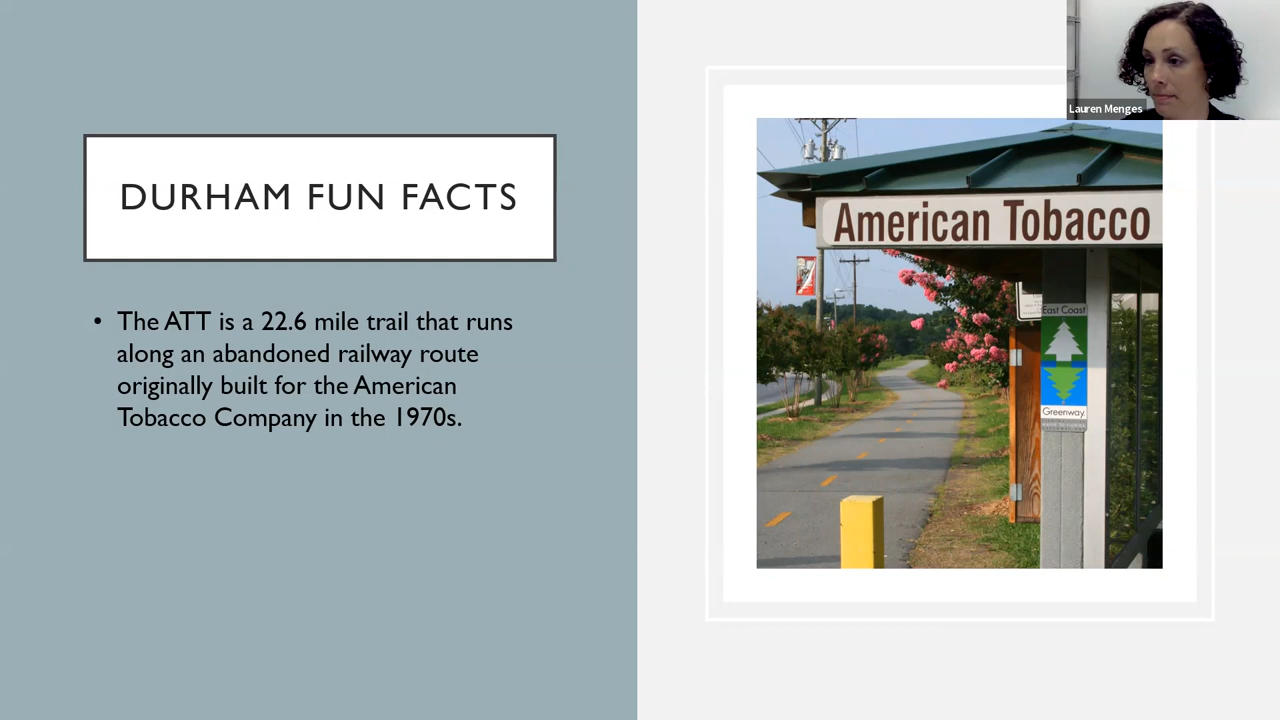 Lauren Menges
DURHAM FUN FACTS
• The ATT is a 22.6 mile trail that runs
along an abandoned railway route
originally built for the American
Tobacco Company in the 1970s.
American Tobacco
East Coast
Greenway